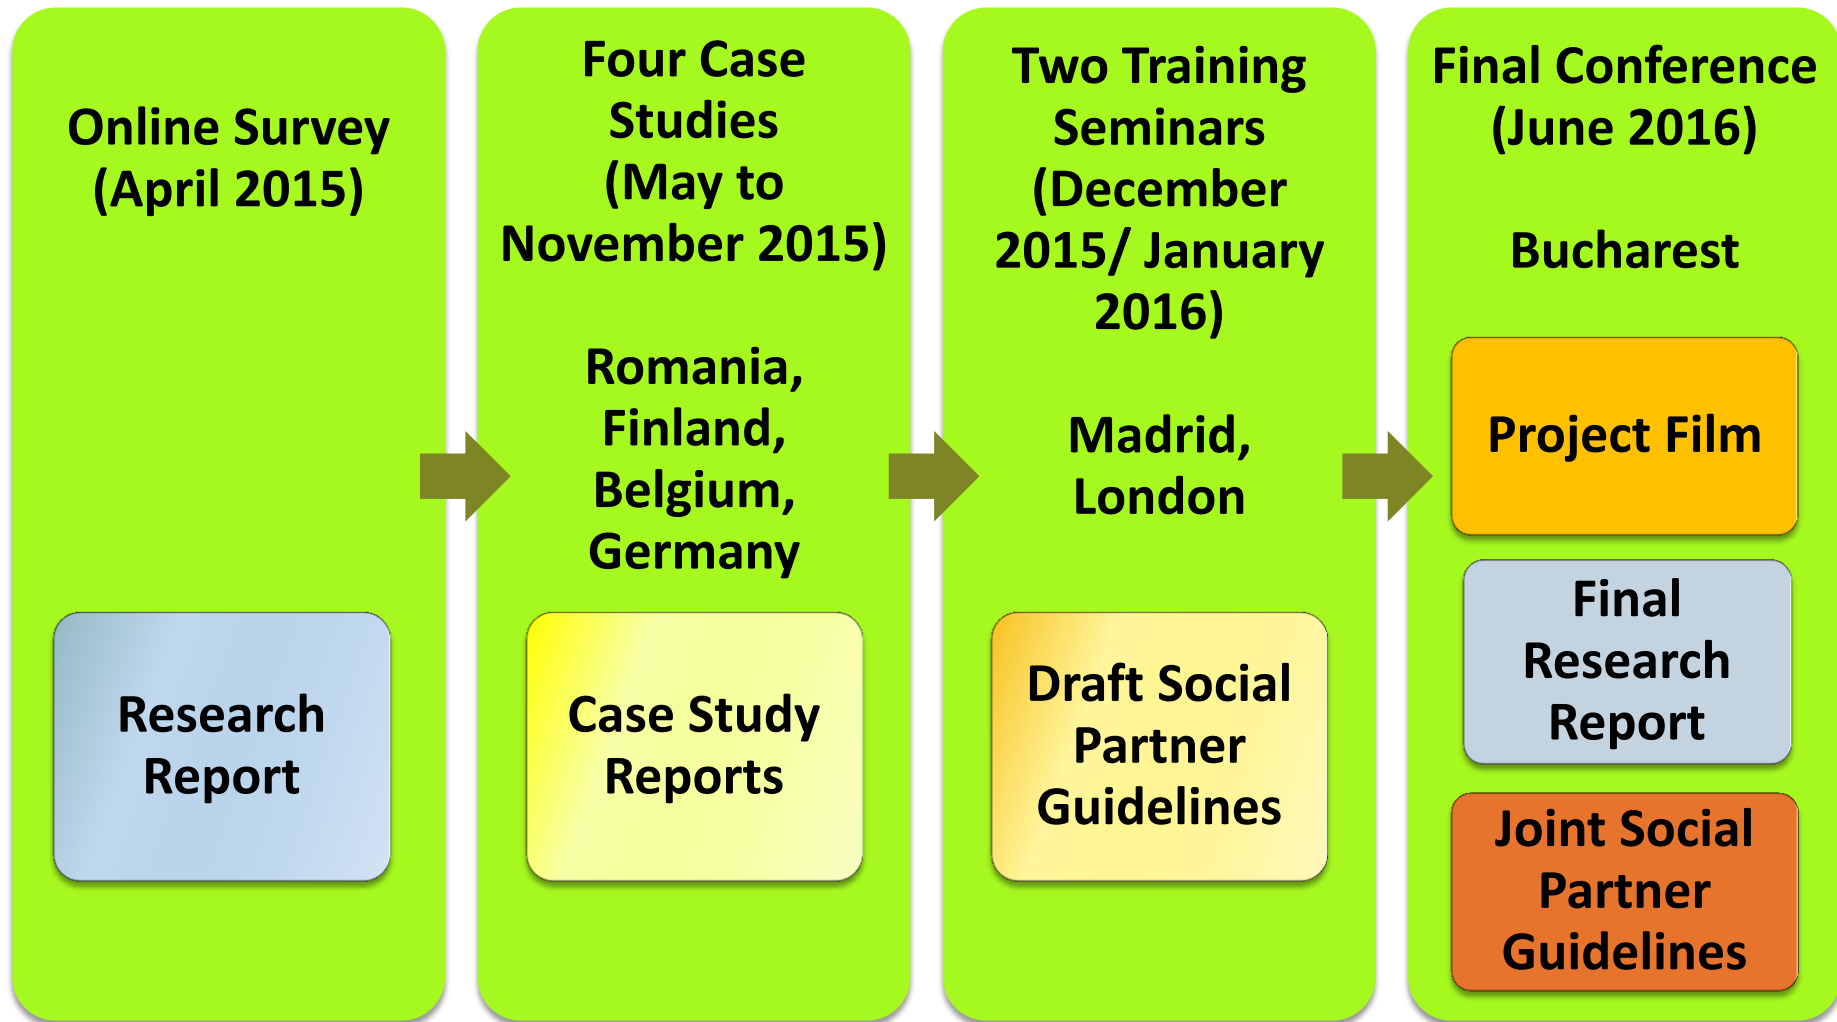 Online Survey
(April 2015)
Research
Report
Four Case
Studies
(May to
November 2015)
Romania,
Finland,
Belgium,
Germany
Case Study
Reports
Two Training
Seminars
(December
2015/ January
2016)
Madrid,
London
Draft Social
Partner
Guidelines
Final Conference
(June 2016)
Bucharest
Project Film
Final
Research
Report
Joint Social
Partner
Guidelines